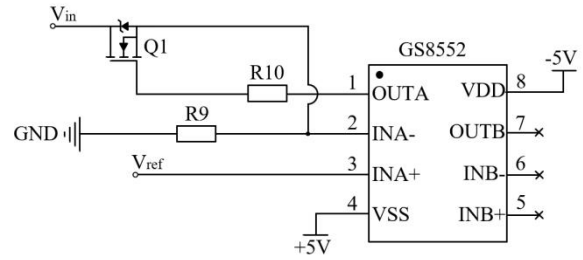 Vin
Q1
GS8552
-5V
R10
1
OUTA
VDD
8
R9
GND
2
INA-
OUTB
7
Vref
3
INA+
INB-
6
4
VSS
INB+
5
+5V